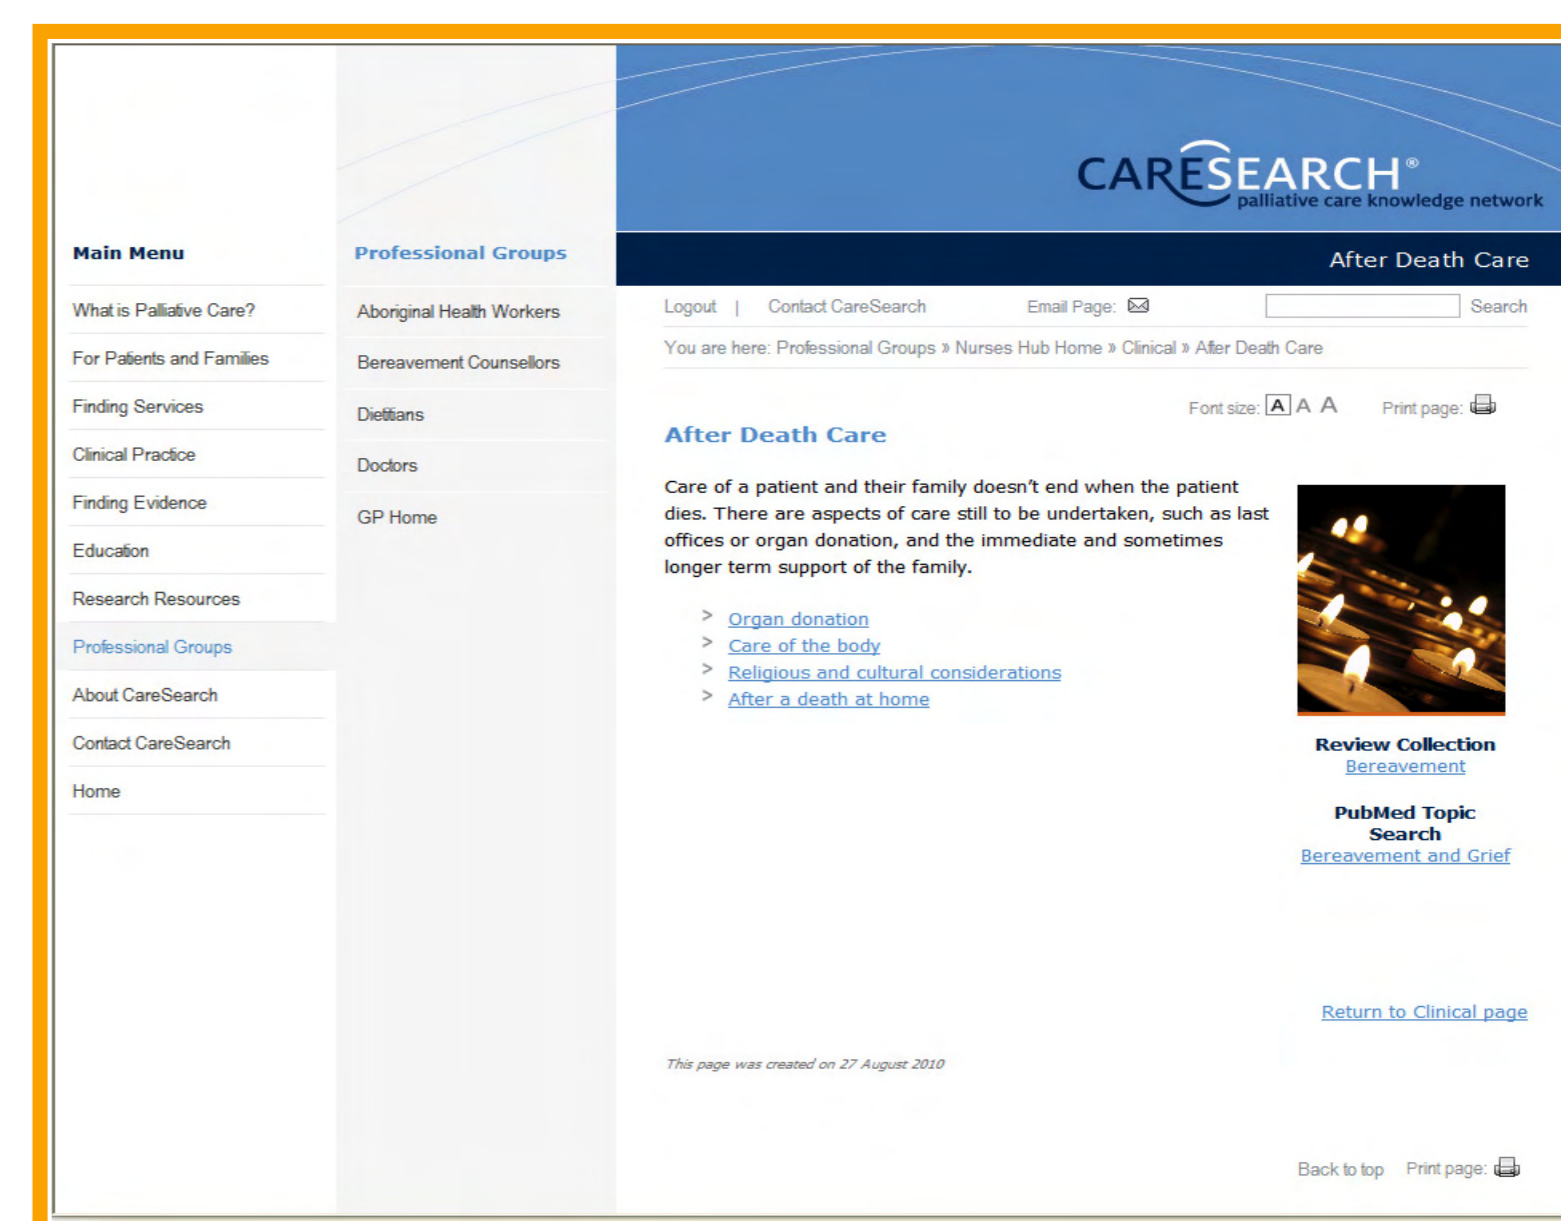 CARESEARCH®
palliative care knowledge network
Main Menu
What is Palliative Care?
For Patients and Families
Finding Services
Clinical Practice
Finding Evidence
Education
Research Resources
Professional Groups
About CareSearch
Contact CareSearch
Home
Professional Groups
Aboriginal Health Workers
Bereavement Counsellors
Dietitians
Doctors
GP Home
After Death Care
Logout | Contact CareSearch Email Page: Search
You are here: Professional Groups » Nurses Hub Home » Clinical » After Death Care
Font size: A A A Print page:
After Death Care
Care of a patient and their family doesn't end when the patient
dies. There are aspects of care still to be undertaken, such as last
offices or organ donation, and the immediate and sometimes
longer term support of the family.
> Organ donation
> Care of the body
> Religious and cultural considerations
> After a death at home
Review Collection
Bereavement
PubMed Topic
Search
Bereavement and Grief
Return to Clinical page
This page was created on 27 August 2010
Back to top Print page: